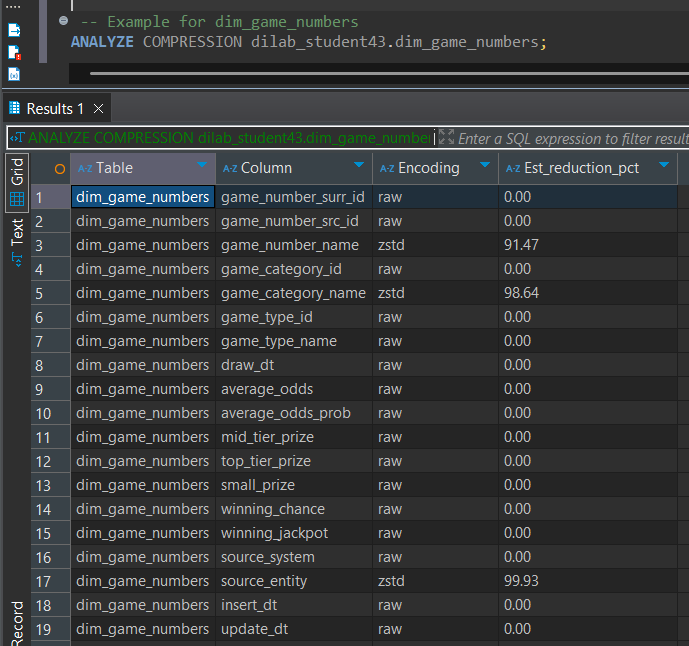 -- Example for dim_game_numbers
ANALYZE COMPRESSION dilab_student43.dim_game_numbers;
Results 1
ANALYZE COMPRESSION dilab_student43.dim_game_number Enter a SQL expression to filter result
Grid
Text
Record
Table Column Encoding Est_reduction_pct
1 dim_game_numbers game_number_surr_id raw 0.00
2 dim_game_numbers game_number_src_id raw 0.00
3 dim_game_numbers game_number_name zstd 91.47
4 dim_game_numbers game_category_id raw 0.00
5 dim_game_numbers game_category_name zstd 98.64
6 dim_game_numbers game_type_id raw 0.00
7 dim_game_numbers game_type_name raw 0.00
8 dim_game_numbers draw_dt raw 0.00
9 dim_game_numbers average_odds raw 0.00
10 dim_game_numbers average_odds_prob raw 0.00
11 dim_game_numbers mid_tier_prize raw 0.00
12 dim_game_numbers top_tier_prize raw 0.00
13 dim_game_numbers small_prize raw 0.00
14 dim_game_numbers winning_chance raw 0.00
15 dim_game_numbers winning_jackpot raw 0.00
16 dim_game_numbers source_system raw 0.00
17 dim_game_numbers source_entity zstd 99.93
18 dim_game_numbers insert_dt raw 0.00
19 dim_game_numbers update_dt raw 0.00